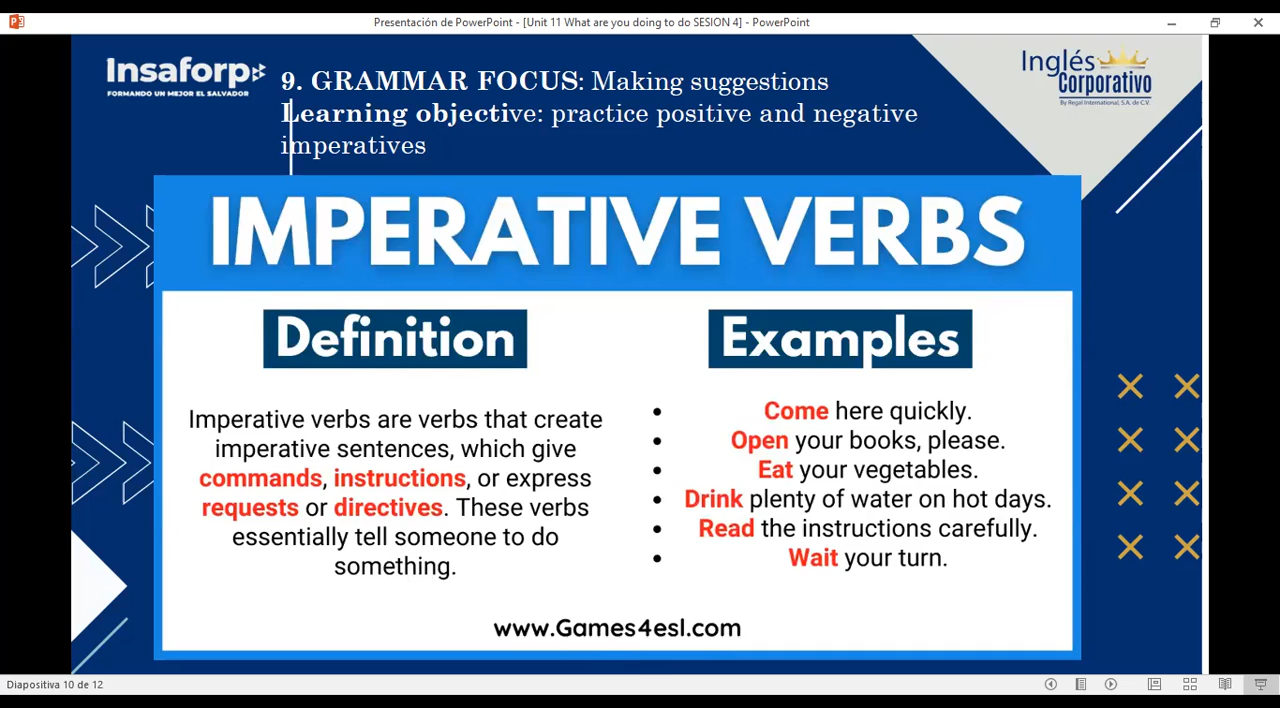 Presentación de PowerPoint - [Unit 11 What are you doing to do SESION 4] - PowerPoint
Insaforp
FORMANDO UN MEJOR EL SALVADOR
9. GRAMMAR FOCUS: Making suggestions
Learning objective: practice positive and negative
imperatives
Inglés
Corporativo
By Regal International, S.A. de C.V.
IMPERATIVE VERBS
Definition
Imperative verbs are verbs that create
imperative sentences, which give
commands, instructions, or express
requests or directives. These verbs
essentially tell someone to do
something.
Examples
• Come here quickly.
• Open your books, please.
• Eat your vegetables.
• Drink plenty of water on hot days.
• Read the instructions carefully.
• Wait your turn.
www.Games4esl.com
Diapositiva 10 de 12